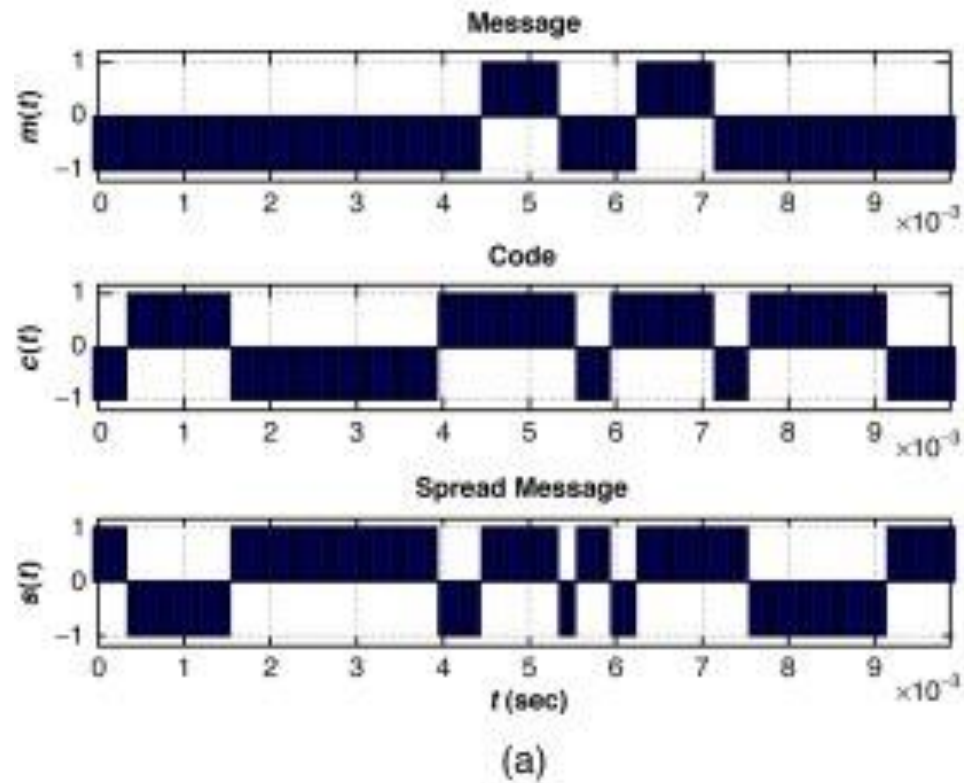 Message
1
0
−1
m(t)
0 1 2 3 4 5 6 7 8 9
×10−3
Code
1
0
−1
c(t)
0 1 2 3 4 5 6 7 8 9
×10−3
Spread Message
1
0
−1
s(t)
0 1 2 3 4 5 6 7 8 9
×10−3
t (sec)
(a)